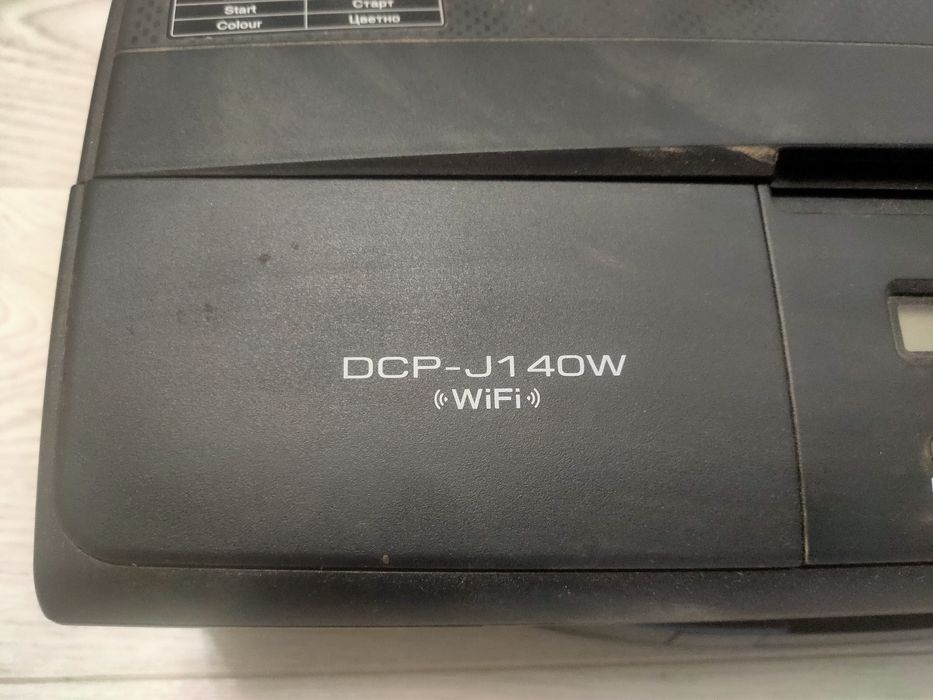 Start Старт
Colour Цветно
DCP-J140W
WiFi